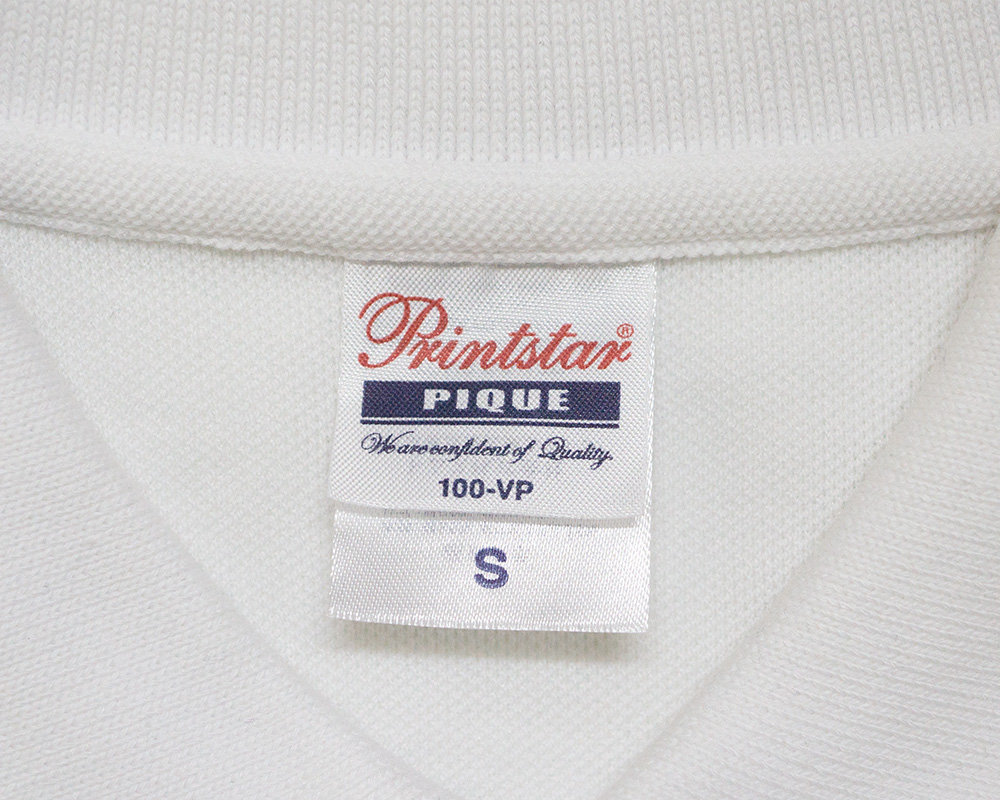 Printstar®
PIQUE
We are confident of Quality.
100-VP
S